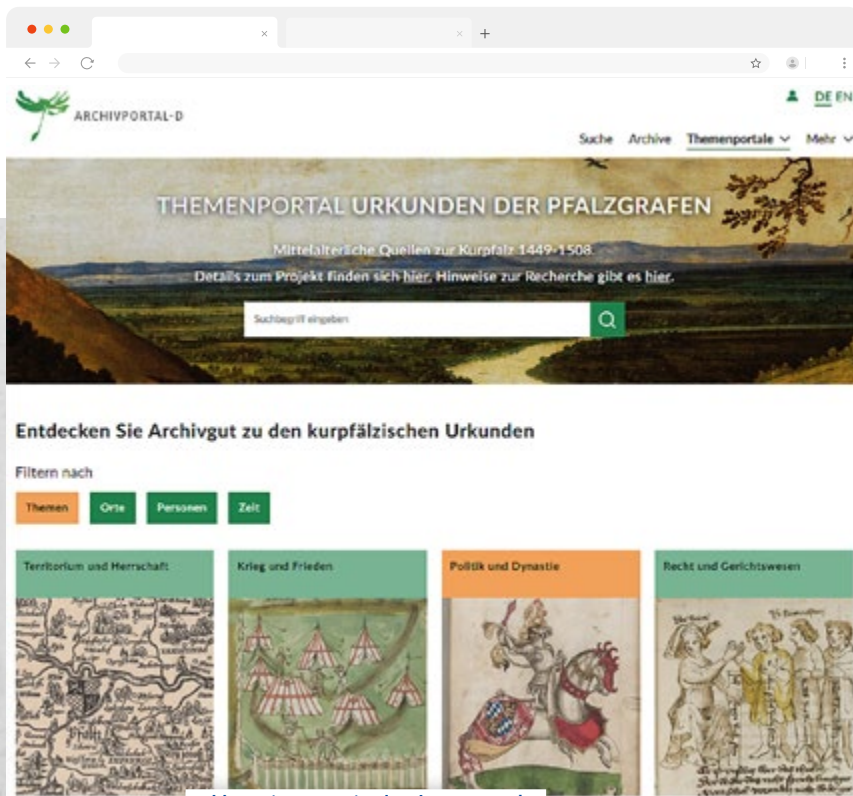 ARCHIVPORTAL-D
DE EN
Suche Archive Themenportale Mehr
THEMENPORTAL URKUNDEN DER PFALZGRAFEN
Mittelalterliche Quellen zur Kurpfalz 1449-1508.
Details zum Projekt finden sich hier. Hinweise zur Recherche gibt es hier.
Suchbegriff eingeben
Entdecken Sie Archivgut zu den kurpfälzischen Urkunden
Filtern nach
Themen Orte Personen Zeit
Territorium und Herrschaft Krieg und Frieden Politik und Dynastie Recht und Gerichtswesen